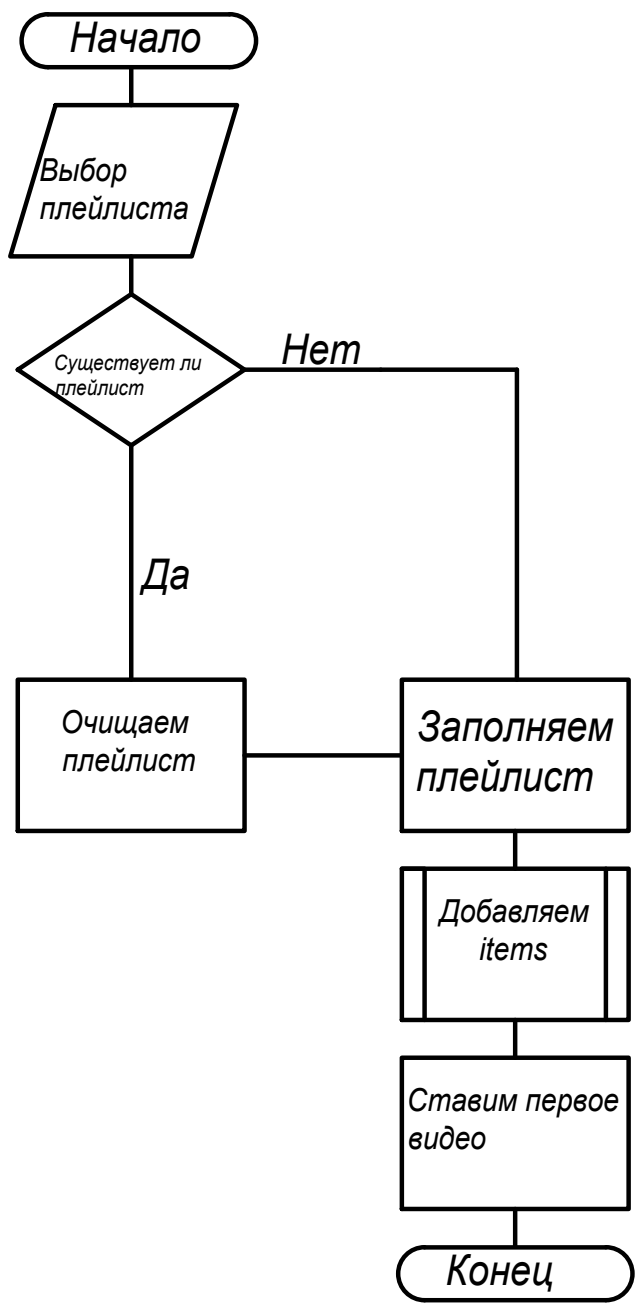 Начало
Выбор
плейлиста
Существует ли
плейлист
Нет
Да
Очищаем
плейлист
Заполняем
плейлист
Добавляем
items
Ставим первое
видео
Конец